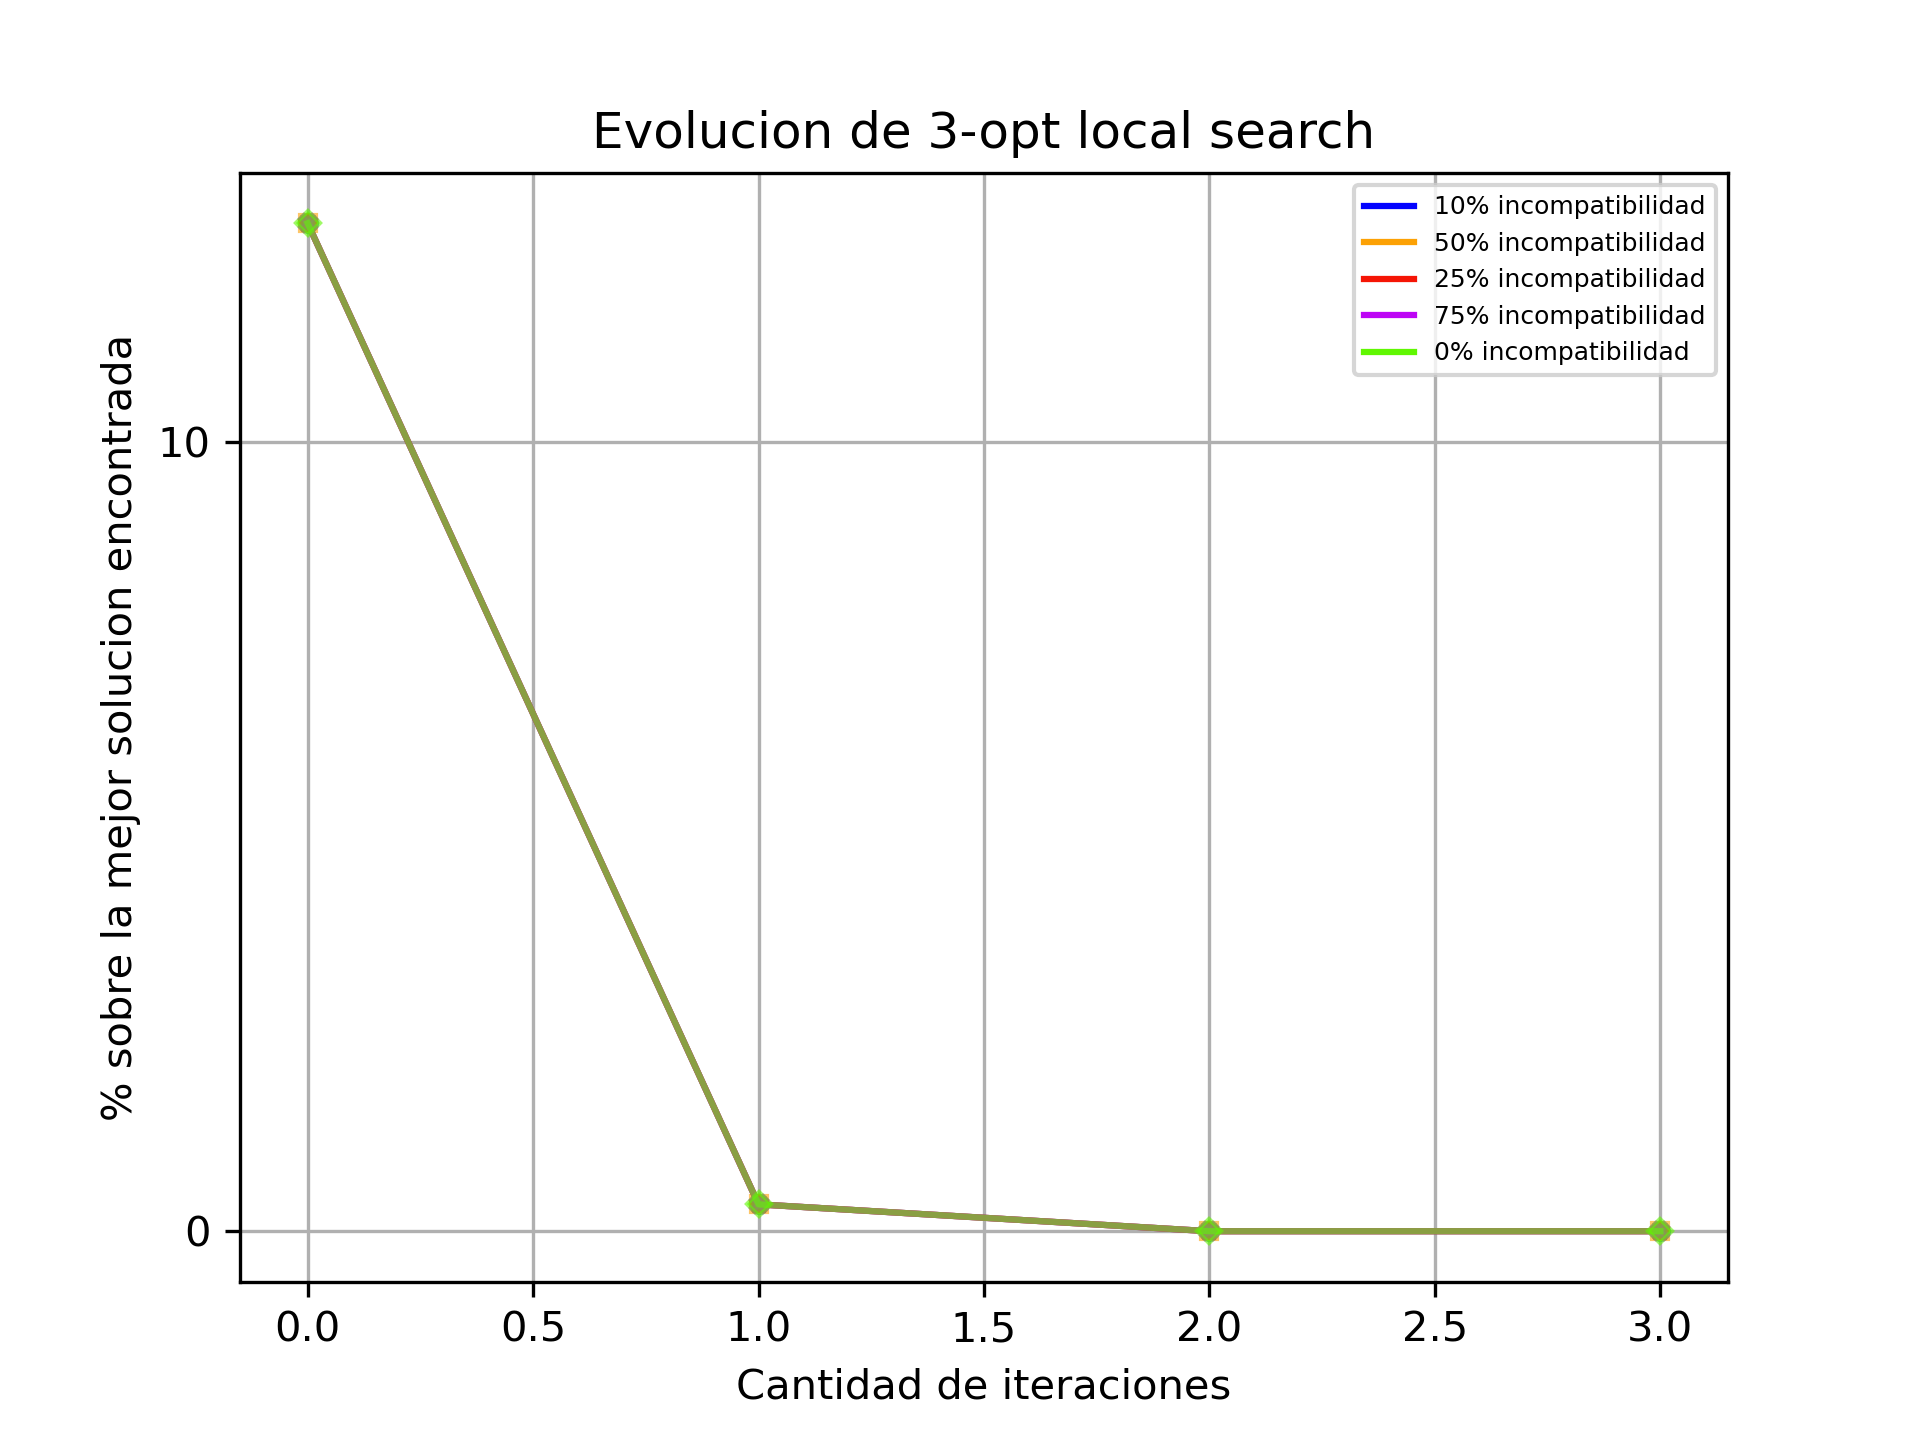 Evolucion de 3-opt local search
10% incompatibilidad
50% incompatibilidad
25% incompatibilidad
75% incompatibilidad
0% incompatibilidad
% sobre la mejor solucion encontrada
10
0
0.0 0.5 1.0 1.5 2.0 2.5 3.0
Cantidad de iteraciones